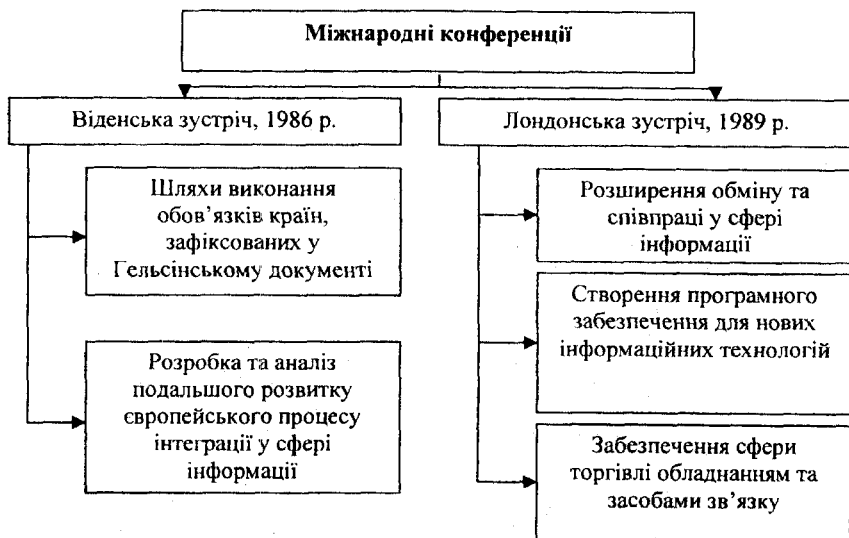 Міжнародні конференції
Віденська зустріч, 1986 р.
Шляхи виконання
обов’язків країн,
зафіксованих у
Гельсінському документі
Розробка та аналіз
подальшого розвитку
європейського процесу
інтеграції у сфері
інформації
Лондонська зустріч, 1989 р.
Розширення обміну та
співпраці у сфері
інформації
Створення програмного
забезпечення для нових
інформаційних технологій
Забезпечення сфери
торгівлі обладнанням та
засобами зв’язку